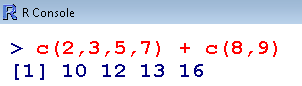 R Console
> c(2,3,5,7) + c(8,9)
[1] 10 12 13 16